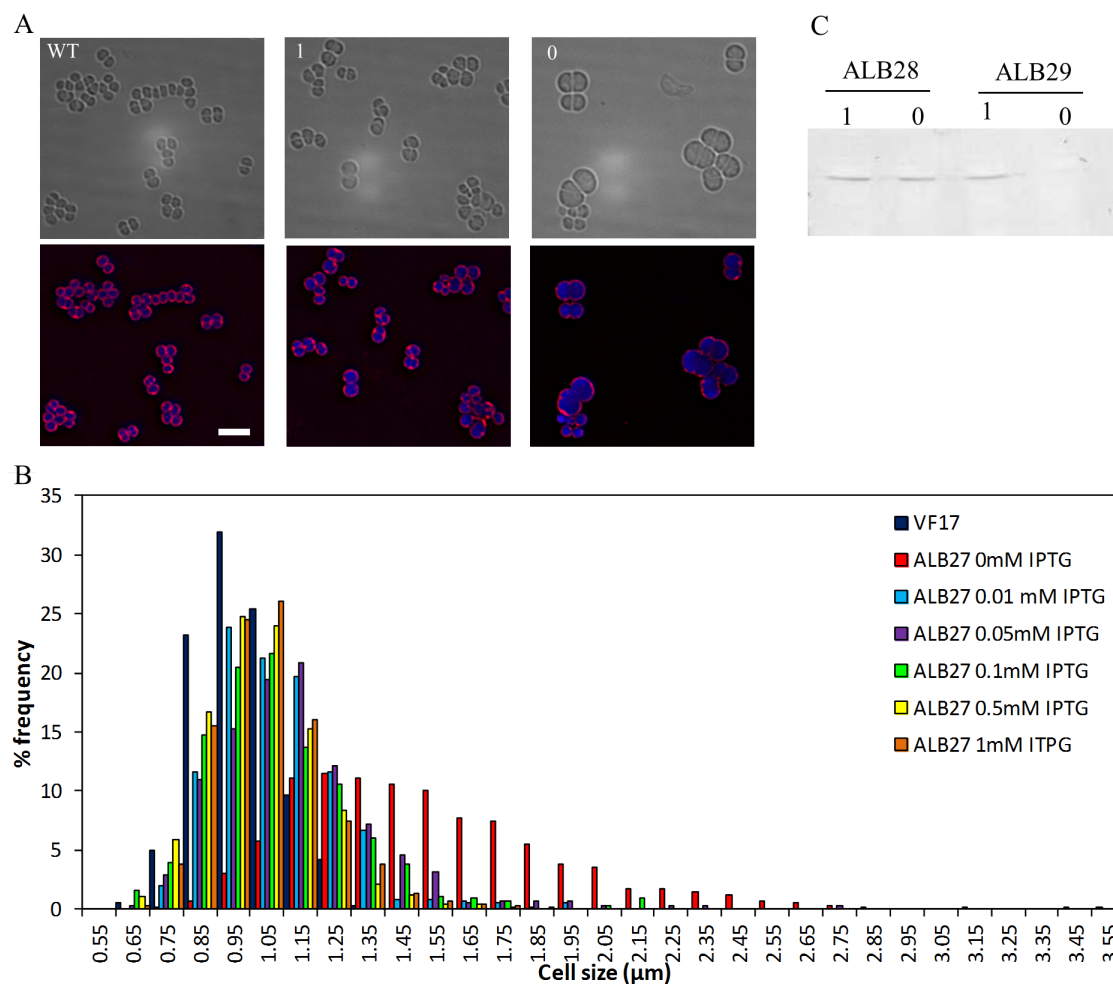 A
WT
1
0
C
ALB28 ALB29
1 0 1 0
B
% frequency
35
30
25
20
15
10
5
0
VF17
ALB27 0mM IPTG
ALB27 0.01 mM IPTG
ALB27 0.05mM IPTG
ALB27 0.1mM IPTG
ALB27 0.5mM IPTG
ALB27 1mM ITPG
0.55 0.65 0.75 0.85 0.95 1.05 1.15 1.25 1.35 1.45 1.55 1.65 1.75 1.85 1.95 2.05 2.15 2.25 2.35 2.45 2.55 2.65 2.75 2.85 2.95 3.05 3.15 3.25 3.35 3.45 3.55
Cell size (μm)